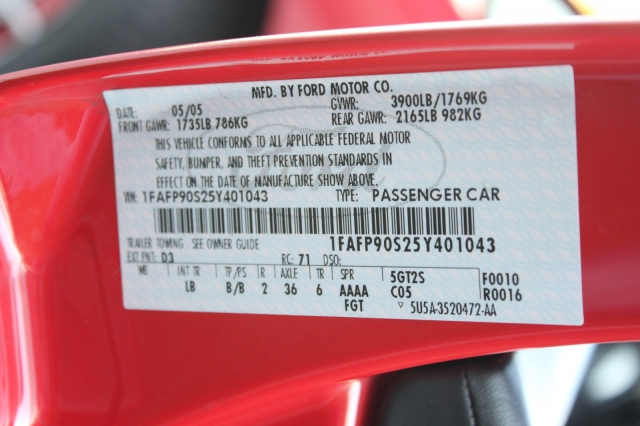 MFD. BY FORD MOTOR CO.
DATE: 05/05 GVWR: 3900LB/1769KG
FRONT GAWR: 1735LB 786KG REAR GAWR: 2165LB 982KG
THIS VEHICLE CONFORMS TO ALL APPLICABLE FEDERAL MOTOR
SAFETY, BUMPER, AND THEFT PREVENTION STANDARDS IN
EFFECT ON THE DATE OF MANUFACTURE SHOW ABOVE.
VIN: 1FAFP90S25Y401043 TYPE: PASSENGER CAR
TRAILER TOWING - SEE OWNER GUIDE 1FAFP90S25Y401043
EXT PNT: D3 RC: 71 DSO:
WB INT TR TP/PS R AXLE TR SPR 5GT2S F0010
LB B/B 2 36 6 AAAA C05 R0016
FGT 5U5A-3520472-AA